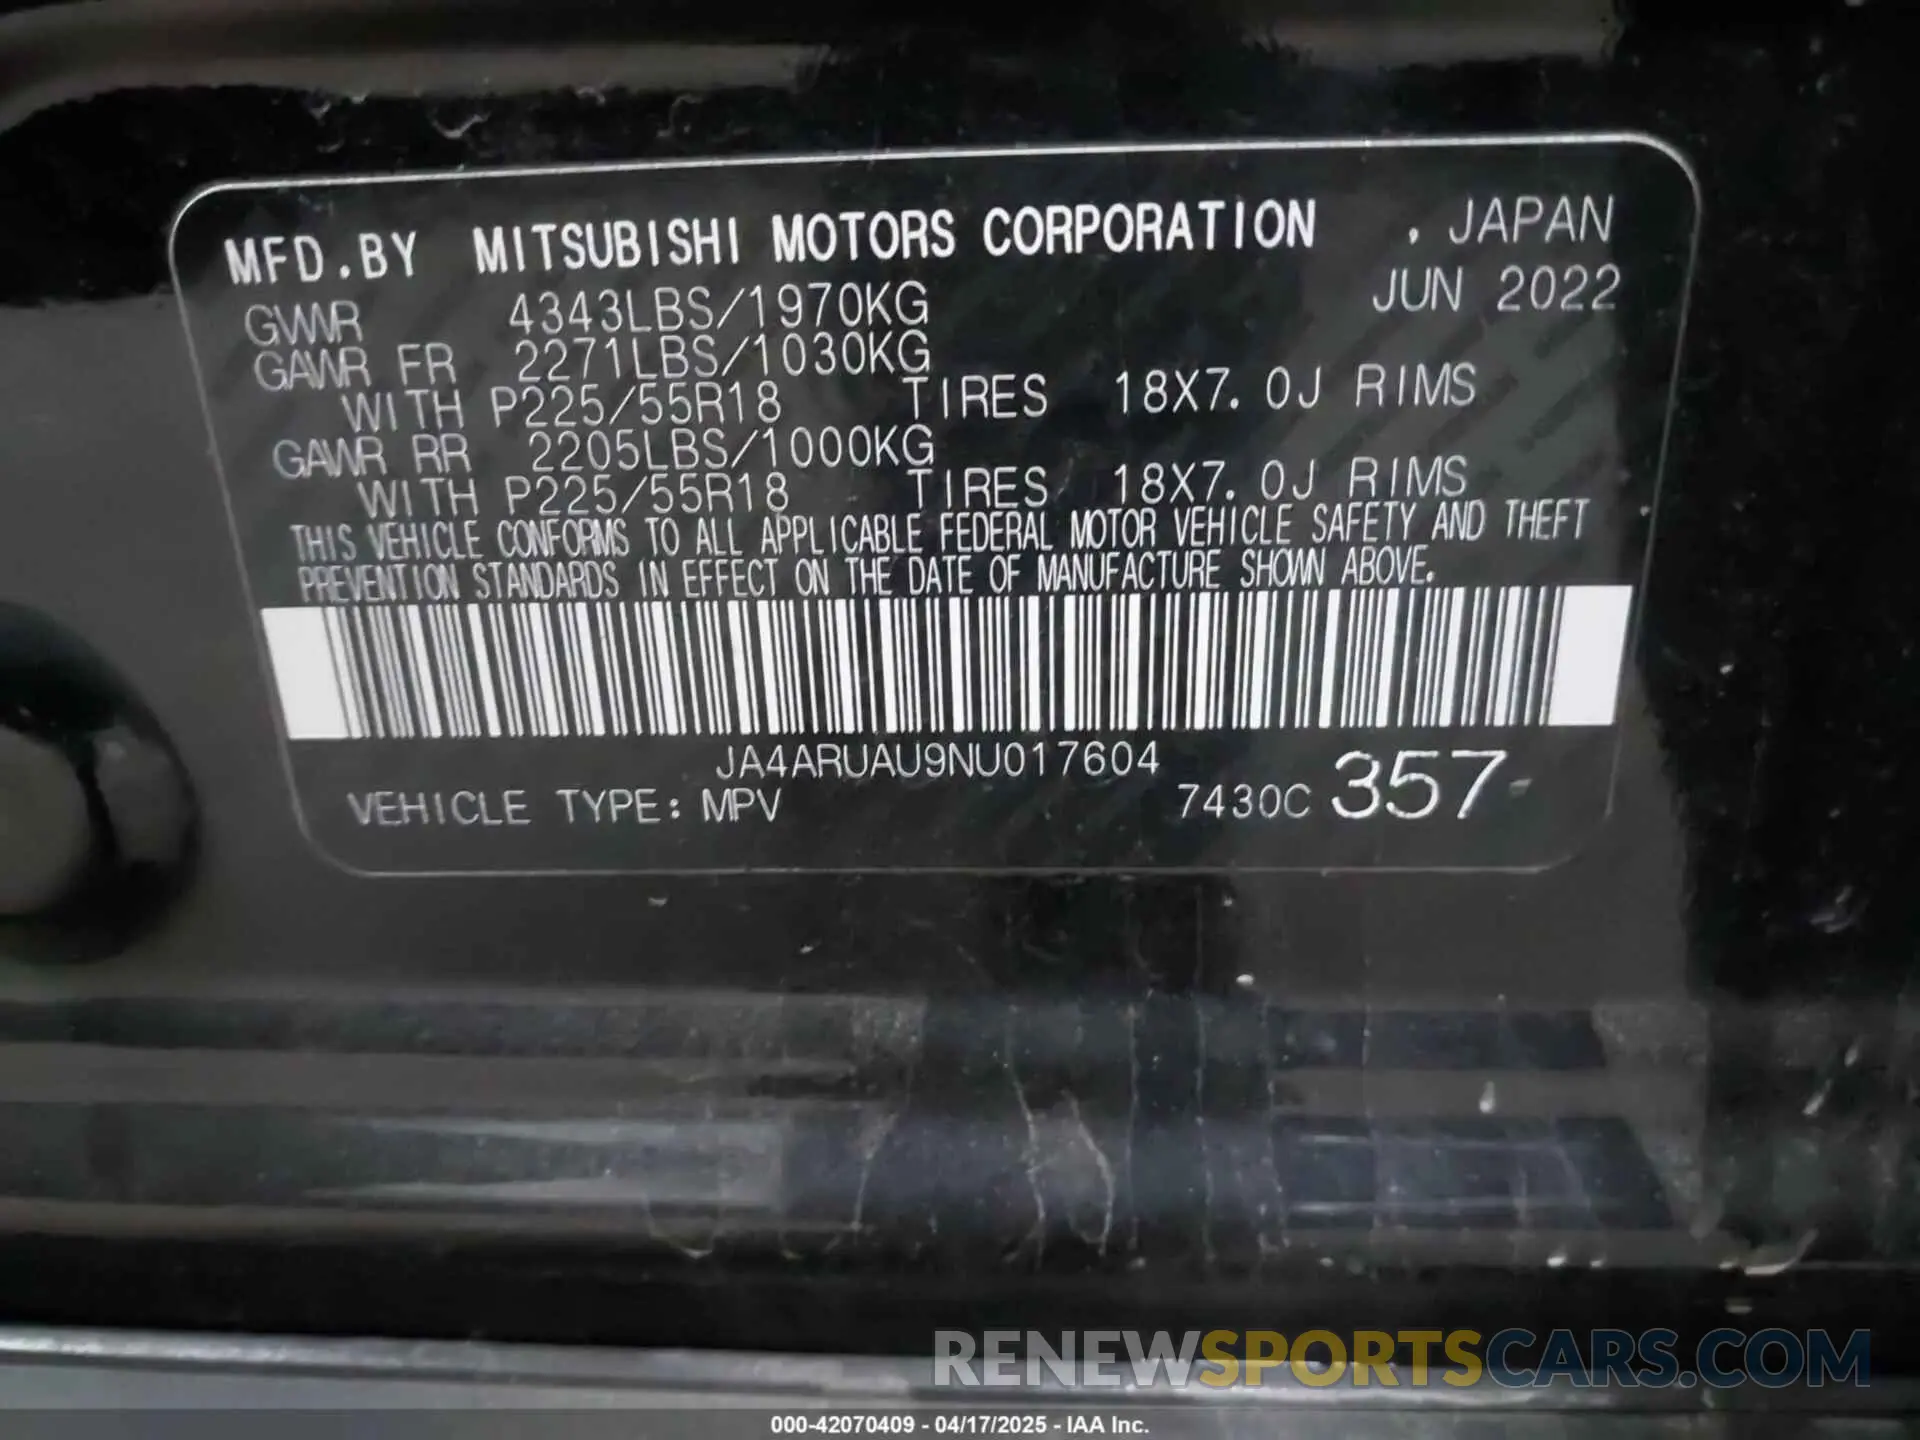 MFD.BY MITSUBISHI MOTORS CORPORATION , JAPAN
GVWR 4343LBS/1970KG JUN 2022
GAWR FR 2271LBS/1030KG
WITH P225/55R18 TIRES 18X7.0J RIMS
GAWR RR 2205LBS/1000KG
WITH P225/55R18 TIRES, 18X7.0J RIMS
THIS VEHICLE CONFORMS TO ALL APPLICABLE FEDERAL MOTOR VEHICLE SAFETY AND THEFT
PREVENTION STANDARDS IN EFFECT ON THE DATE OF MANUFACTURE SHOWN ABOVE.
JA4ARUAU9NU017604
VEHICLE TYPE: MPV 7430C 357
RENEWSPORTSCARS.COM
000-42070409 - 04/17/2025 - IAA Inc.